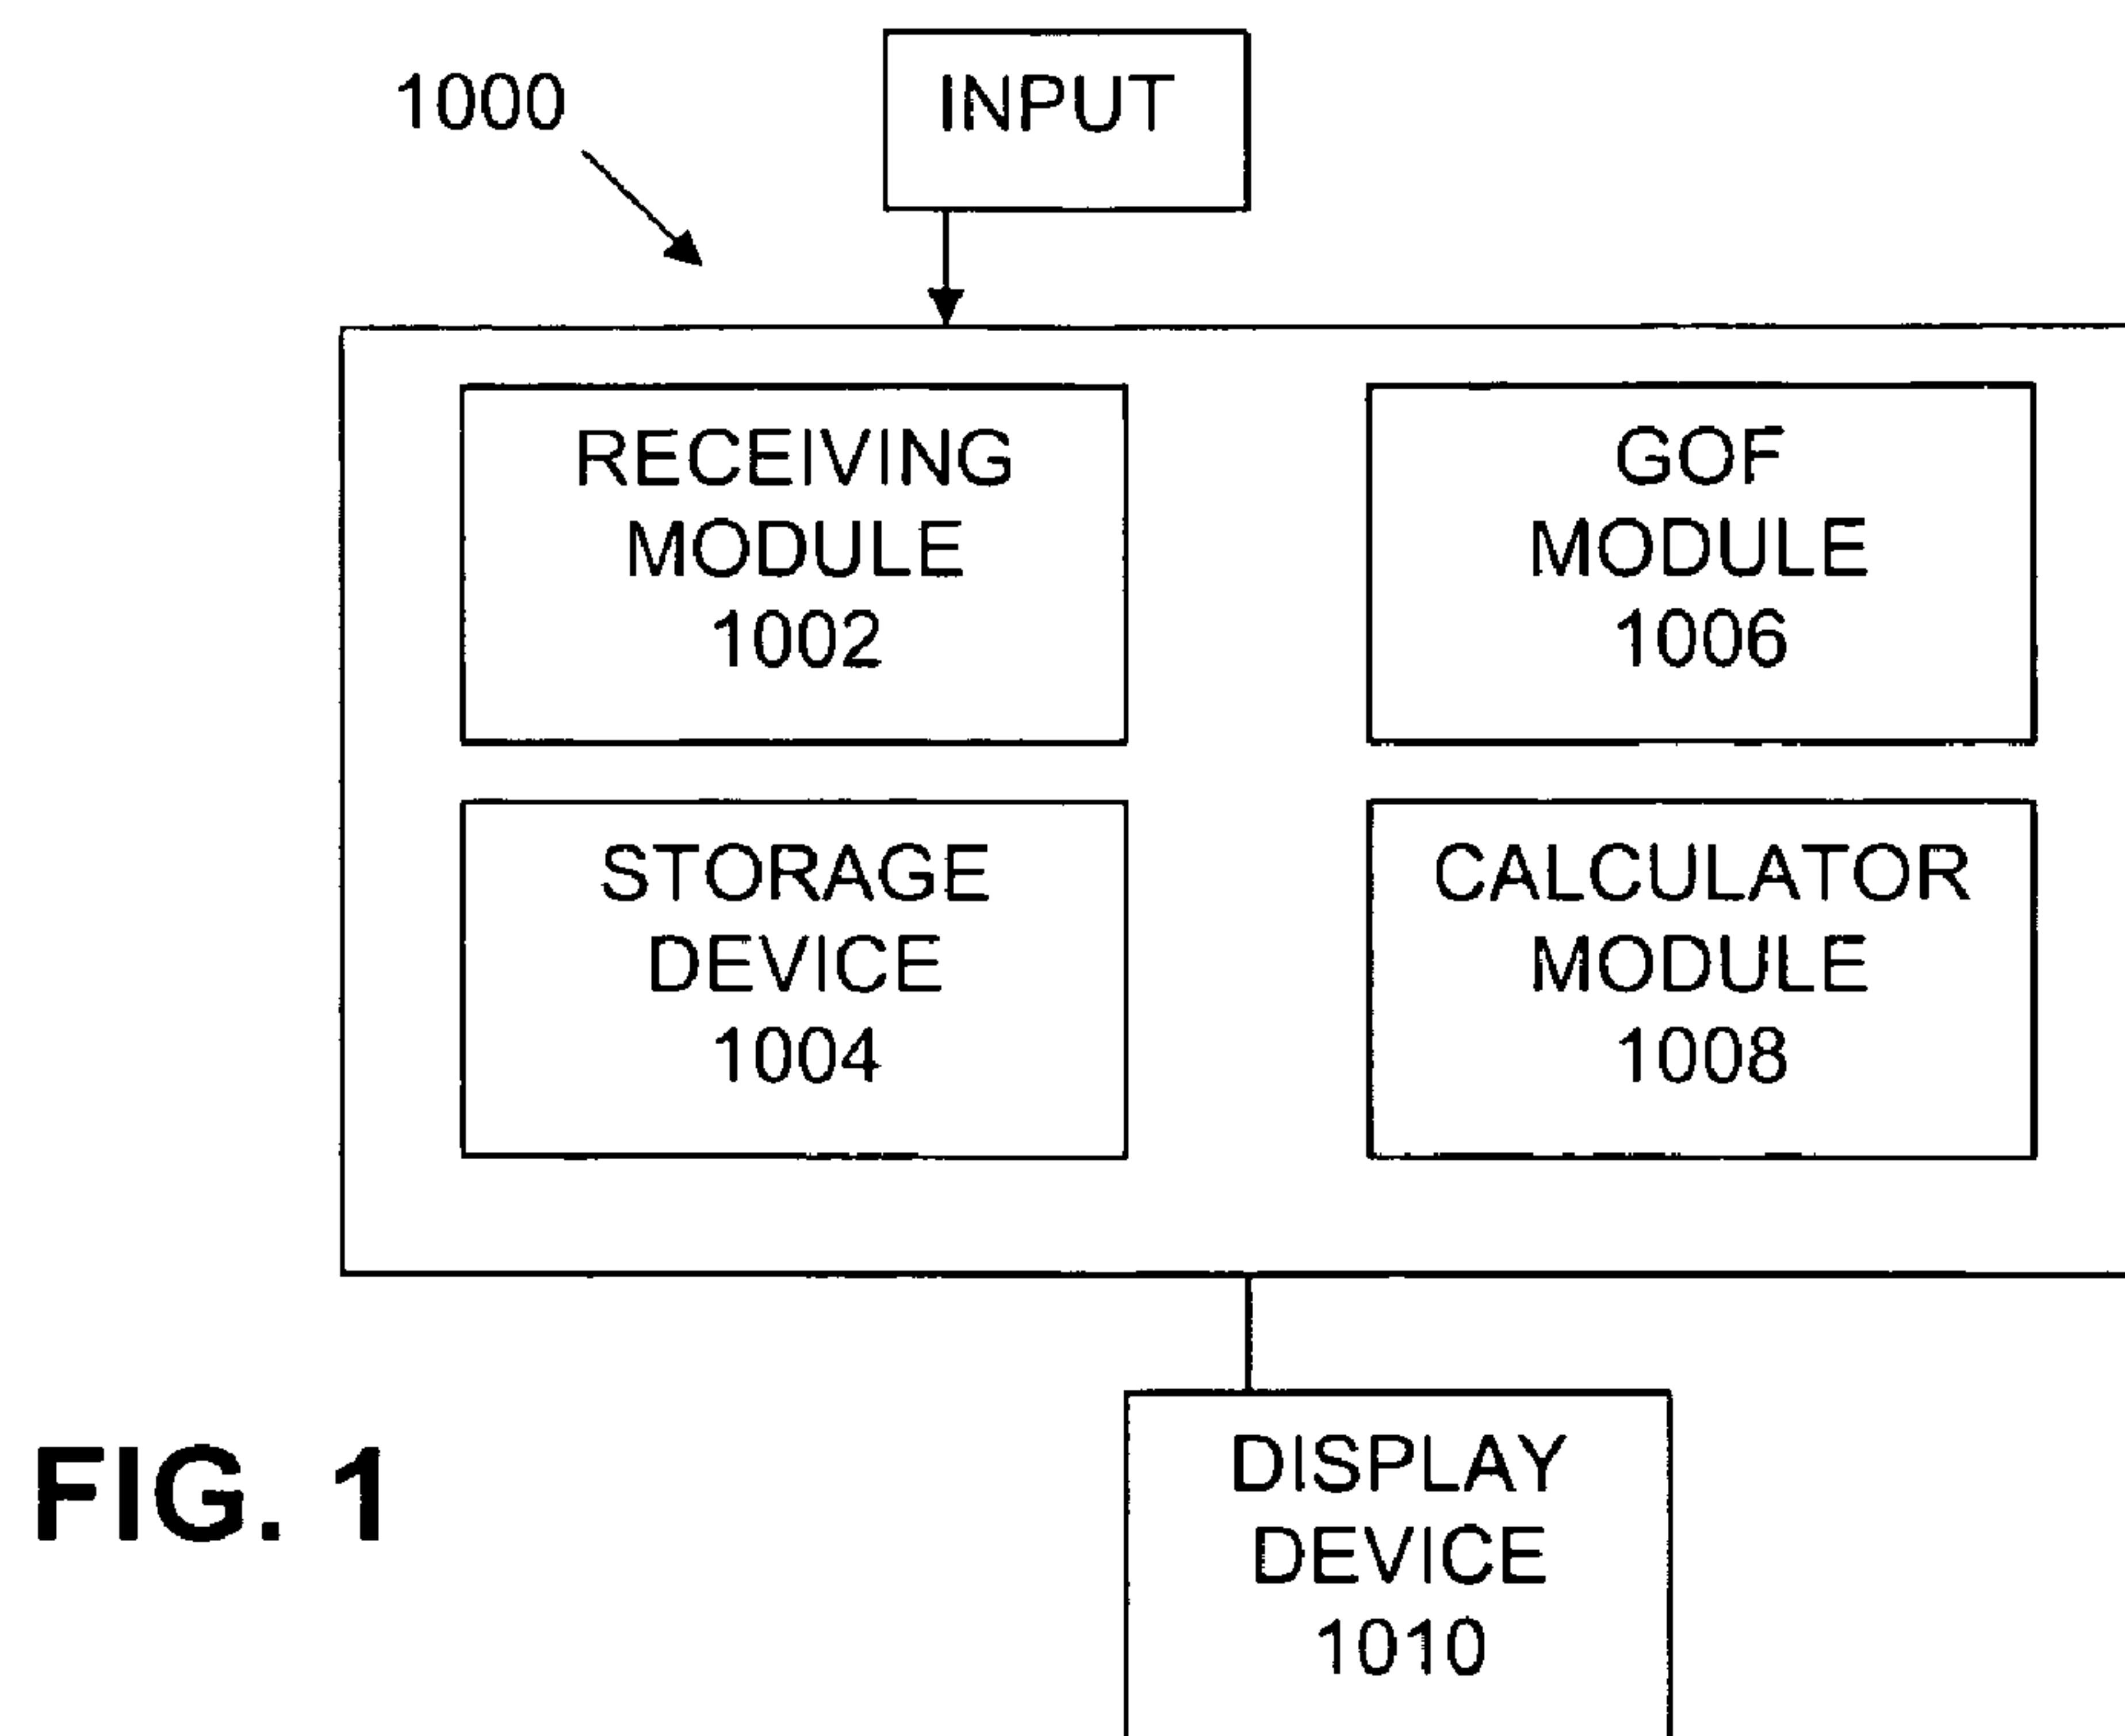 1000
INPUT
RECEIVING
MODULE
1002
GOF
MODULE
1006
STORAGE
DEVICE
1004
CALCULATOR
MODULE
1008
FIG. 1
DISPLAY
DEVICE
1010